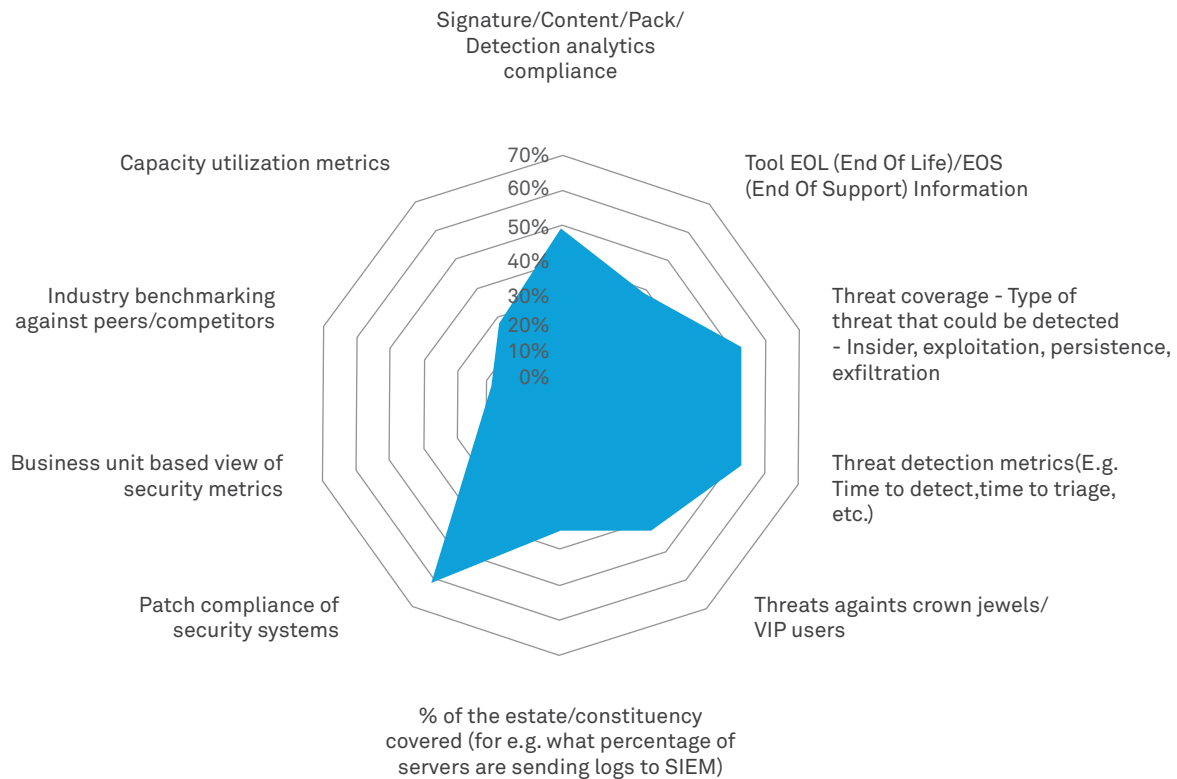 Signature/Content/Pack/
Detection analytics
compliance
Capacity utilization metrics
Tool EOL (End Of Life)/EOS
(End Of Support) Information
70%
60%
50%
40%
30%
20%
10%
0%
Industry benchmarking
against peers/competitors
Threat coverage - Type of
threat that could be detected
- Insider, exploitation, persistence,
exfiltration
Business unit based view of
security metrics
Threat detection metrics(E.g.
Time to detect,time to triage,
etc.)
Patch compliance of
security systems
Threats againts crown jewels/
VIP users
% of the estate/constituency
covered (for e.g. what percentage of
servers are sending logs to SIEM)